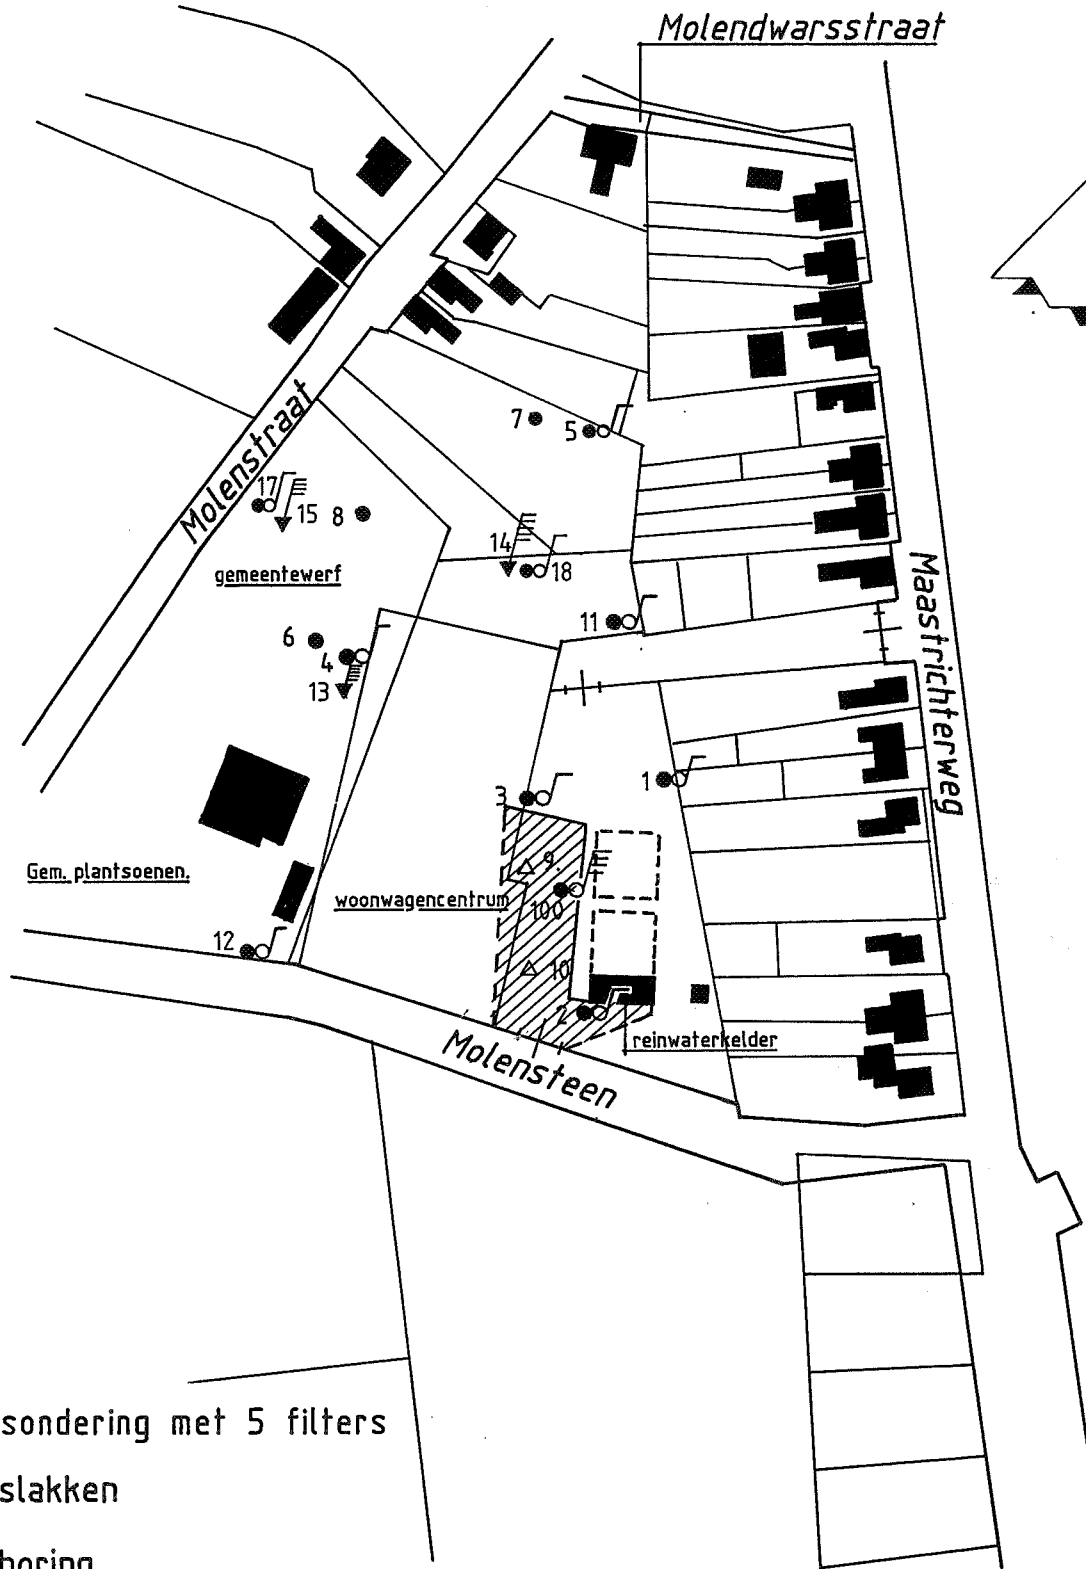 Molendwarsstraat
Molenstraat
7
5
17
15
8
14
18
gemeentewerf
11
6
4
13
Maastrichterweg
1
3
9
Gem. plantsoenen.
woonwagencentrum
100
12
10
2
reinwaterkelder
Molensteen
sondering met 5 filters
slakken
boring